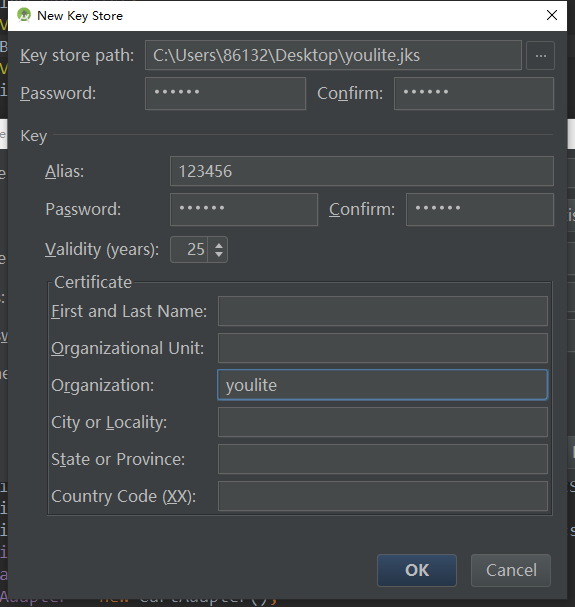 New Key Store
Key store path: C:\Users\86132\Desktop\youlite.jks ...
Password: •••••• Confirm: ••••••
Key
Alias: 123456
Password: •••••• Confirm: ••••••
Validity (years): 25
Certificate
First and Last Name:
Organizational Unit:
Organization: youlite
City or Locality:
State or Province:
Country Code (XX):
OK Cancel